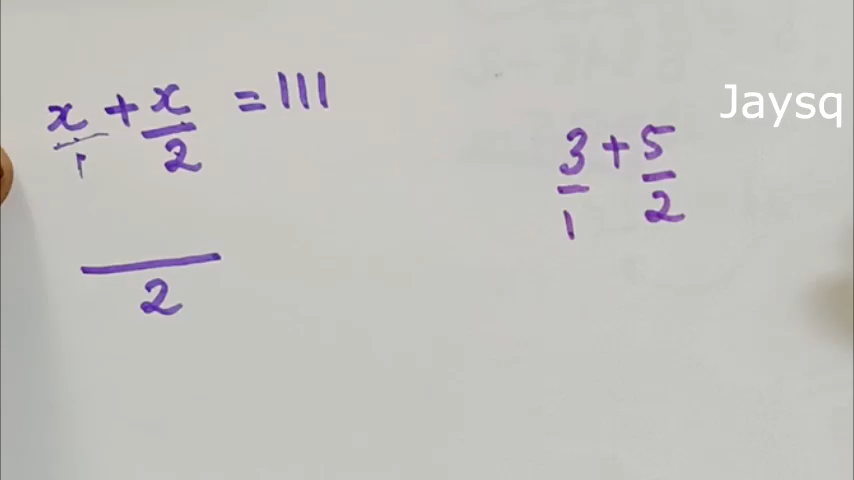 x/1 + x/2 = 111
2
3/1 + 5/2
Jaysq